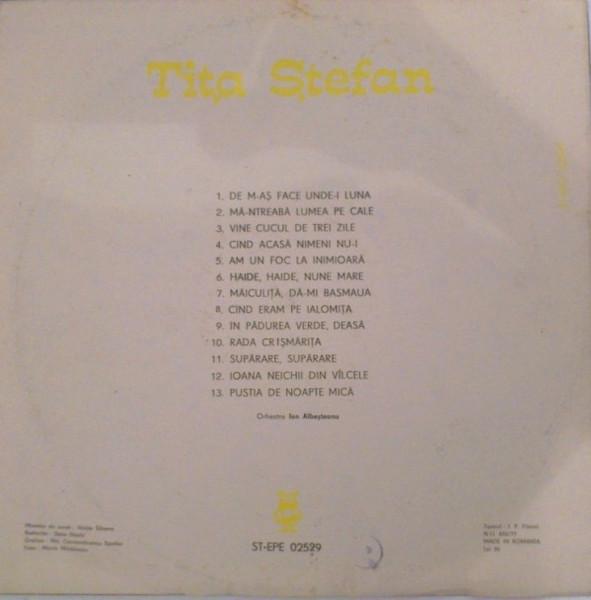 Tița Ștefan
1. DE M-AȘ FACE UNDE-I LUNA
2. MĂ-NTREABĂ LUMEA PE CALE
3. VINE CUCUL DE TREI ZILE
4. CIND ACASĂ NIMENI NU-I
5. AM UN FOC LA INIMIOARĂ
6. HAIDE, HAIDE, NUNE MARE
7. MĂICULIȚĂ, DĂ-MI BASMAUA
8. CIND ERAM PE IALOMIȚA
9. IN PĂDUREA VERDE, DEASĂ
10. RADA CRIȘMĂRIȚA
11. SUPĂRARE, SUPĂRARE
12. IOANA NEICHII DIN VÎLCELE
13. PUSTIA DE NOAPTE MICĂ
Orchestra Ion Albeșteanu
ST-EPE 02529
MADE IN ROMANIA